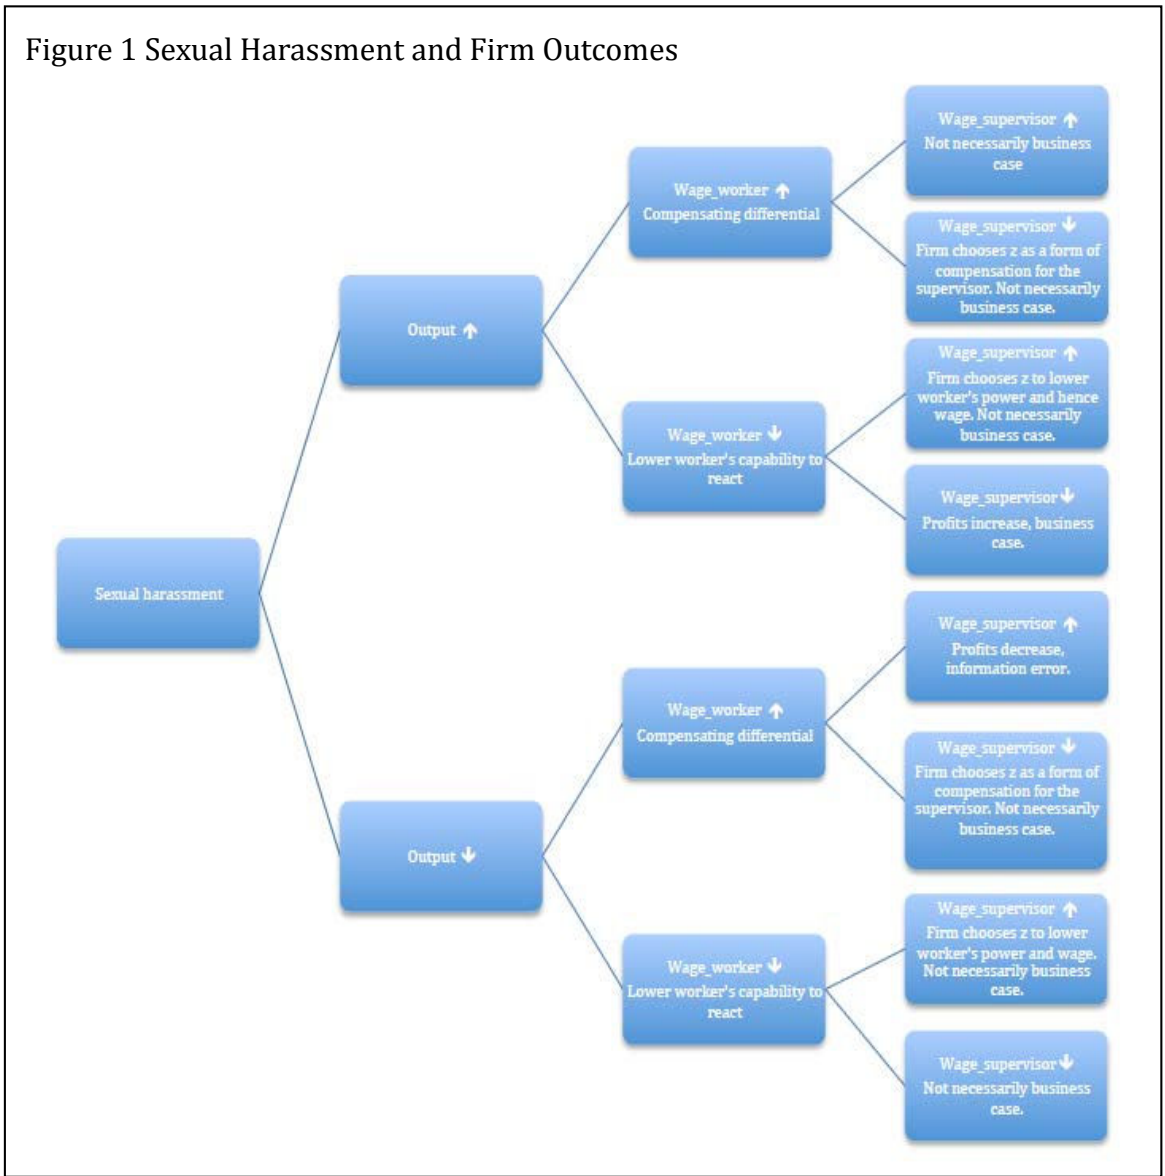 Figure 1 Sexual Harassment and Firm Outcomes
Sexual harassment
Output ↑
Wage_worker ↑
Compensating differential
Wage_supervisor ↑
Not necessarily business
case
Wage_supervisor ↓
Firm chooses z as a form of
compensation for the
supervisor. Not necessarily
business case.
Wage_worker ↓
Lower worker's capability to
react
Wage_supervisor ↑
Firm chooses z to lower
worker's power and hence
wage. Not necessarily
business case.
Wage_supervisor ↓
Profits increase, business
case.
Output ↓
Wage_worker ↑
Compensating differential
Wage_supervisor ↑
Profits decrease,
information error.
Wage_supervisor ↓
Firm chooses z as a form of
compensation for the
supervisor. Not necessarily
business case.
Wage_worker ↓
Lower worker's capability to
react
Wage_supervisor ↑
Firm chooses z to lower
worker's power and wage.
Not necessarily business
case.
Wage_supervisor ↓
Not necessarily business
case.